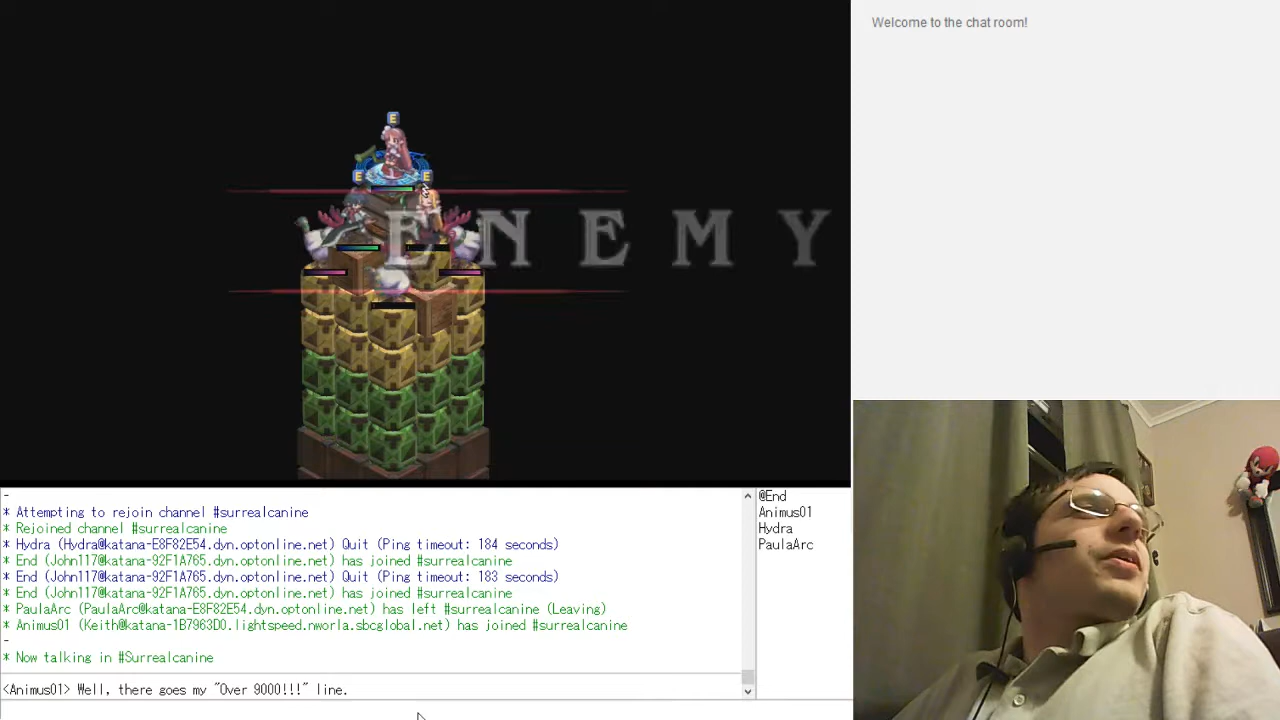 Welcome to the chat room!
E
E E
ENEMY
-
* Attempting to rejoin channel #surrealcanine
* Rejoined channel #surrealcanine
* Hydra (Hydra@katana-E8F82E54.dyn.optonline.net) Quit (Ping timeout: 184 seconds)
* End (John117@katana-92F1A765.dyn.optonline.net) has joined #surrealcanine
* End (John117@katana-92F1A765.dyn.optonline.net) Quit (Ping timeout: 183 seconds)
* End (John117@katana-92F1A765.dyn.optonline.net) has joined #surrealcanine
* PaulaArc (PaulaArc@katana-E8F82E54.dyn.optonline.net) has left #surrealcanine (Leaving)
* Animus01 (Keith@katana-1B7963D0.lightspeed.nworla.sbcglobal.net) has joined #surrealcanine
-
* Now talking in #Surrealcanine
<Animus01> Well, there goes my "Over 9000!!!" line.
@End
Animus01
Hydra
PaulaArc